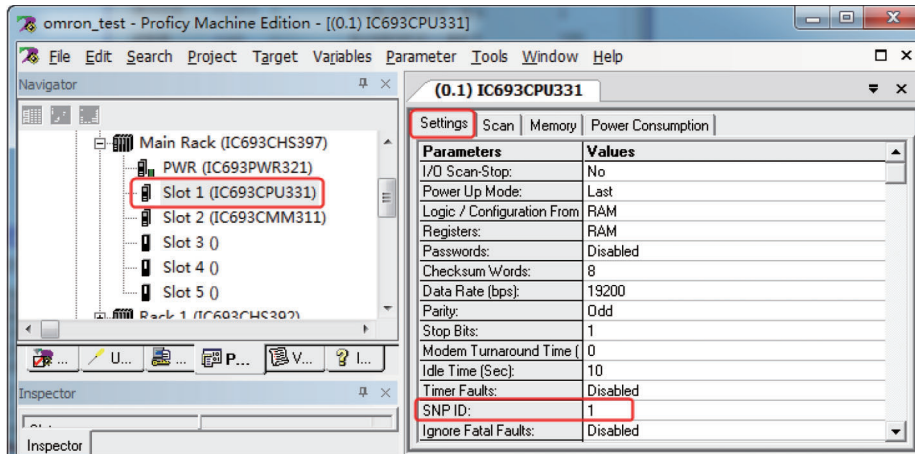 omron_test - Proficy Machine Edition - [(0.1) IC693CPU331]
File Edit Search Project Target Variables Parameter Tools Window Help
Navigator
Main Rack (IC693CHS397)
PWR (IC693PWR321)
Slot 1 (IC693CPU331)
Slot 2 (IC693CMM311)
Slot 3 ()
Slot 4 ()
Slot 5 ()
Rack 1 (IC693CHS392)
... U... ... P... V... I...
Inspector
Inspector
(0.1) IC693CPU331
Settings Scan Memory Power Consumption
Parameters Values
I/O Scan-Stop: No
Power Up Mode: Last
Logic / Configuration From RAM
Registers: RAM
Passwords: Disabled
Checksum Words: 8
Data Rate (bps): 19200
Parity: Odd
Stop Bits: 1
Modem Turnaround Time ( 0
Idle Time (Sec): 10
Timer Faults: Disabled
SNP ID: 1
Ignore Fatal Faults: Disabled